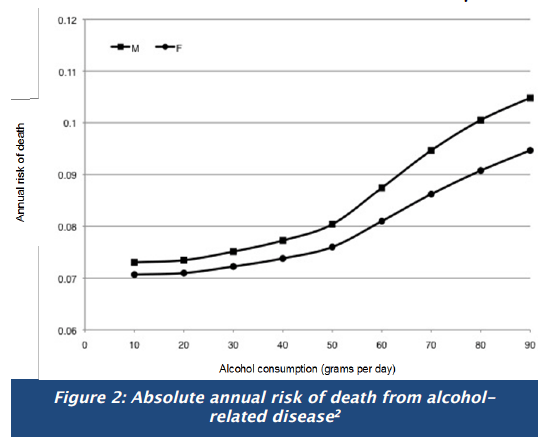 0.12
M F
0.11
0.1
0.09
0.08
0.07
0.06
Annual risk of death
0 10 20 30 40 50 60 70 80 90
Alcohol consumption (grams per day)
Figure 2: Absolute annual risk of death from alcohol-
related disease2